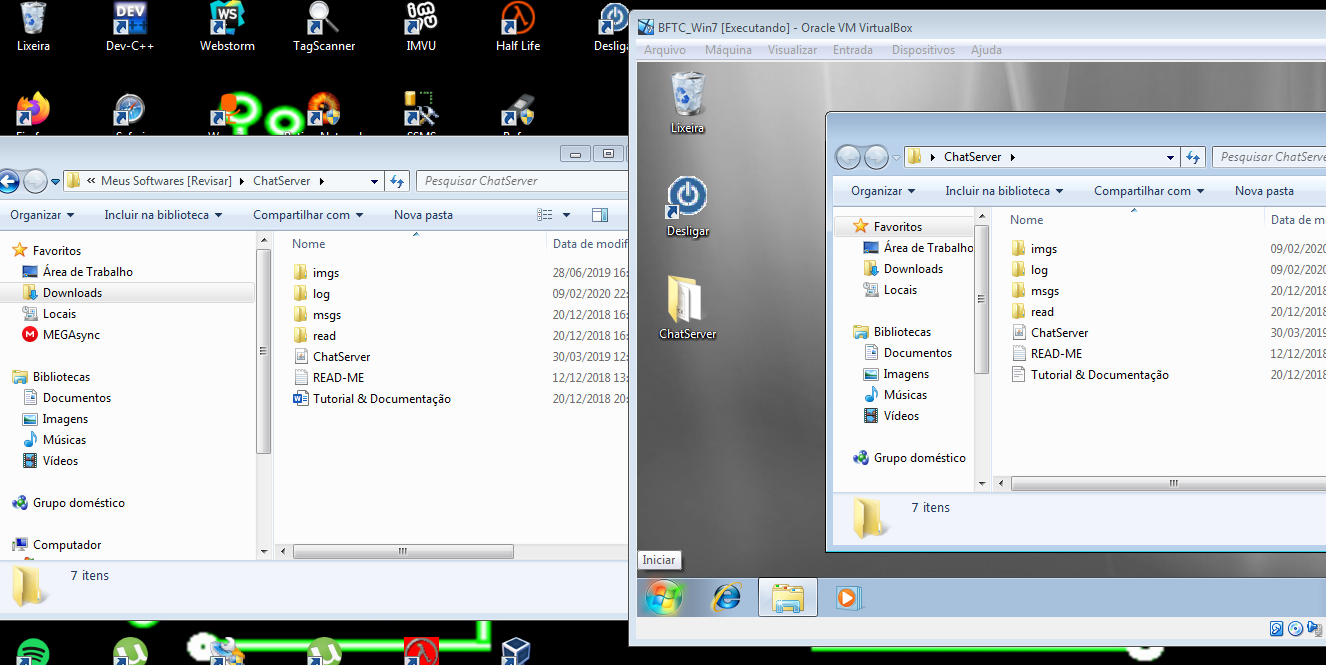 Lixeira
Dev-C++
Webstorm
TagScanner
IMVU
Half Life
Desliga
SSMS
BFTC_Win7 [Executando] - Oracle VM VirtualBox
Arquivo Máquina Visualizar Entrada Dispositivos Ajuda
« Meus Softwares [Revisar] ChatServer
Pesquisar ChatServer
Organizar Incluir na biblioteca Compartilhar com Nova pasta
Favoritos
Área de Trabalho
Downloads
Locais
MEGAsync
Bibliotecas
Documentos
Imagens
Músicas
Vídeos
Grupo doméstico
Computador
Nome Data de modif
imgs 28/06/2019 16:
log 09/02/2020 22:
msgs 20/12/2018 16:
read 20/12/2018 16:
ChatServer 30/03/2019 12:
READ-ME 12/12/2018 13:
Tutorial & Documentação 20/12/2018 20:
7 itens
Lixeira
Desligar
ChatServer
ChatServer
Pesquisar ChatServe
Organizar Incluir na biblioteca Compartilhar com Nova pasta
Favoritos
Área de Trabalho
Downloads
Locais
Bibliotecas
Documentos
Imagens
Músicas
Vídeos
Grupo doméstico
Nome Data de m
imgs 09/02/2020
log 09/02/2020
msgs 20/12/2018
read 20/12/2018
ChatServer 30/03/2019
READ-ME 12/12/2018
Tutorial & Documentação 20/12/2018
7 itens
Iniciar